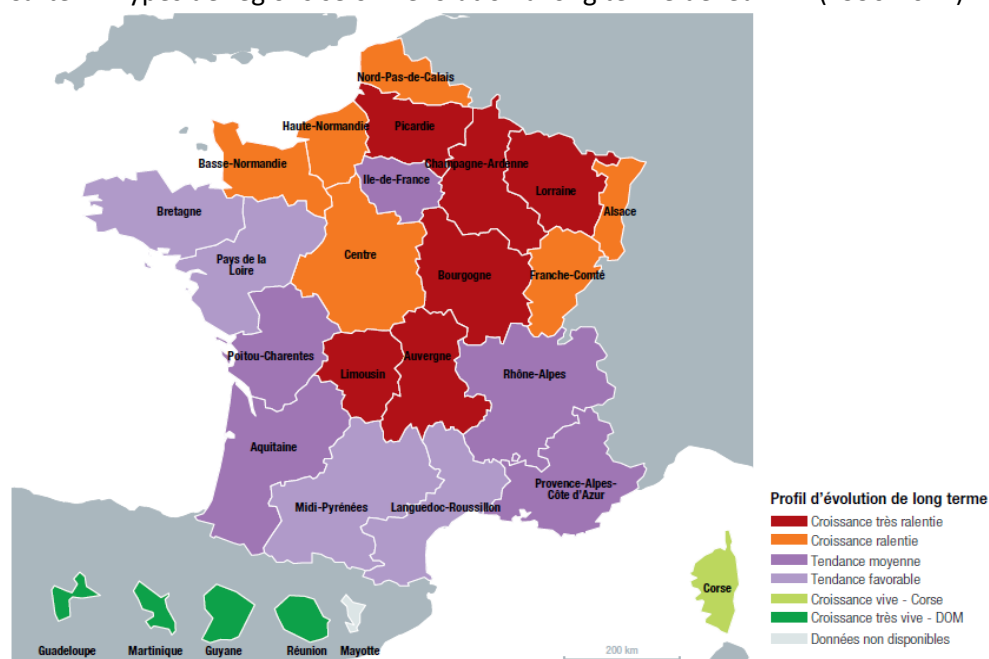 Nord-Pas-de-Calais
Haute-Normandie
Picardie
Basse-Normandie
Champagne-Ardenne
Ile-de-France
Lorraine
Alsace
Bretagne
Pays de la
Loire
Centre
Bourgogne
Franche-Comté
Poitou-Charentes
Limousin
Auvergne
Rhône-Alpes
Aquitaine
Provence-Alpes-
Côte d'Azur
Midi-Pyrénées
Languedoc-Roussillon
Corse
Guadeloupe
Martinique
Guyane
Réunion
Mayotte
200 km
Profil d'évolution de long terme
Croissance très ralentie
Croissance ralentie
Tendance moyenne
Tendance favorable
Croissance vive - Corse
Croissance très vive - DOM
Données non disponibles